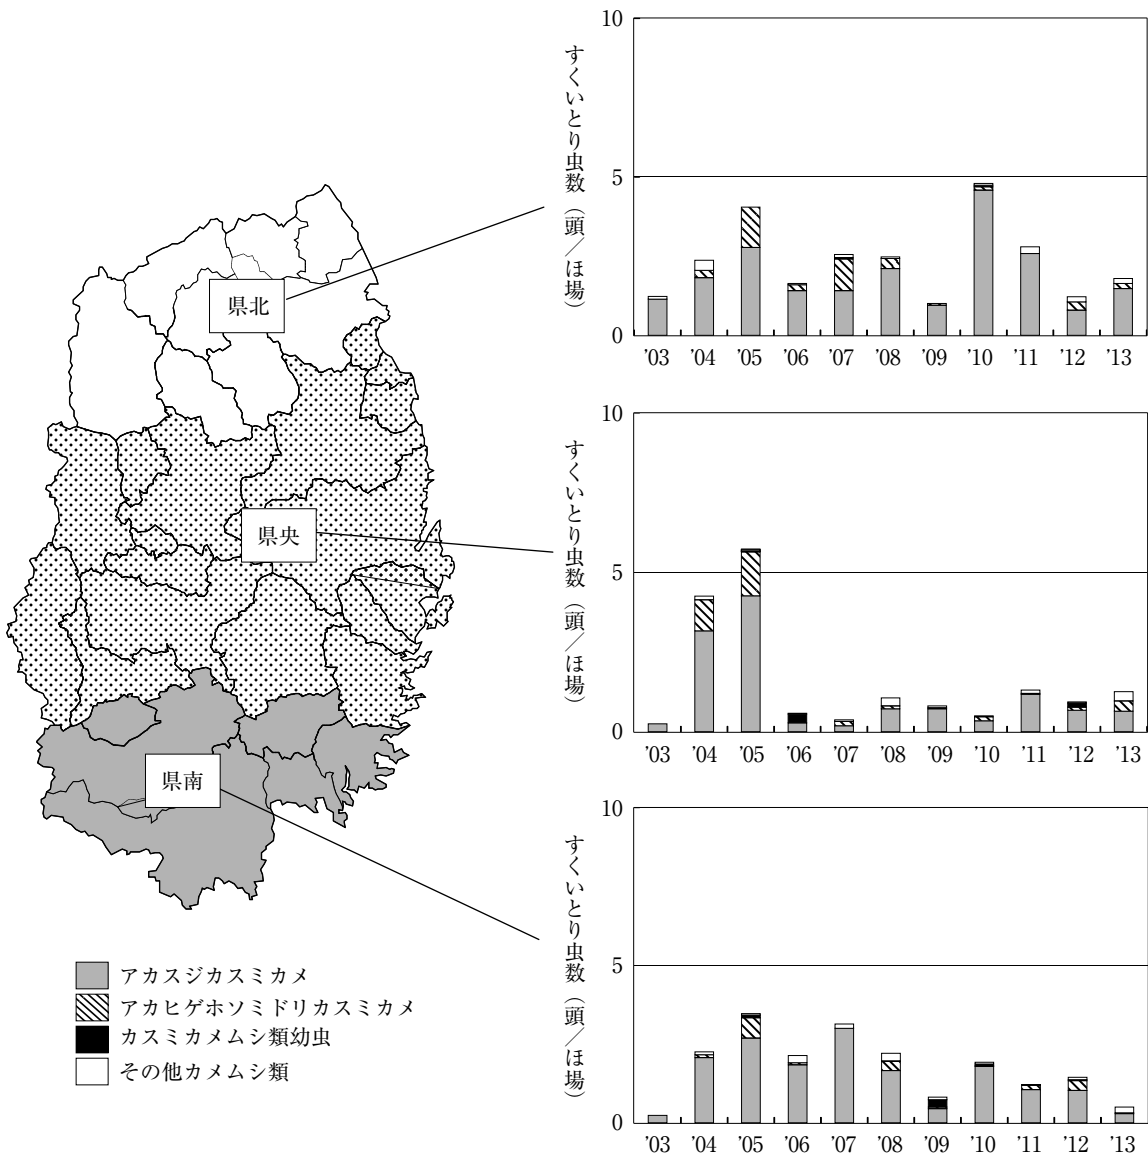 県北
県央
県南
アカスジカスミカメ
アカヒゲホソミドリカスミカメ
カスミカメムシ類幼虫
その他カメムシ類
すくいとり虫数（頭／ほ場）
10
5
0
'03 '04 '05 '06 '07 '08 '09 '10 '11 '12 '13
すくいとり虫数（頭／ほ場）
10
5
0
'03 '04 '05 '06 '07 '08 '09 '10 '11 '12 '13
すくいとり虫数（頭／ほ場）
10
5
0
'03 '04 '05 '06 '07 '08 '09 '10 '11 '12 '13